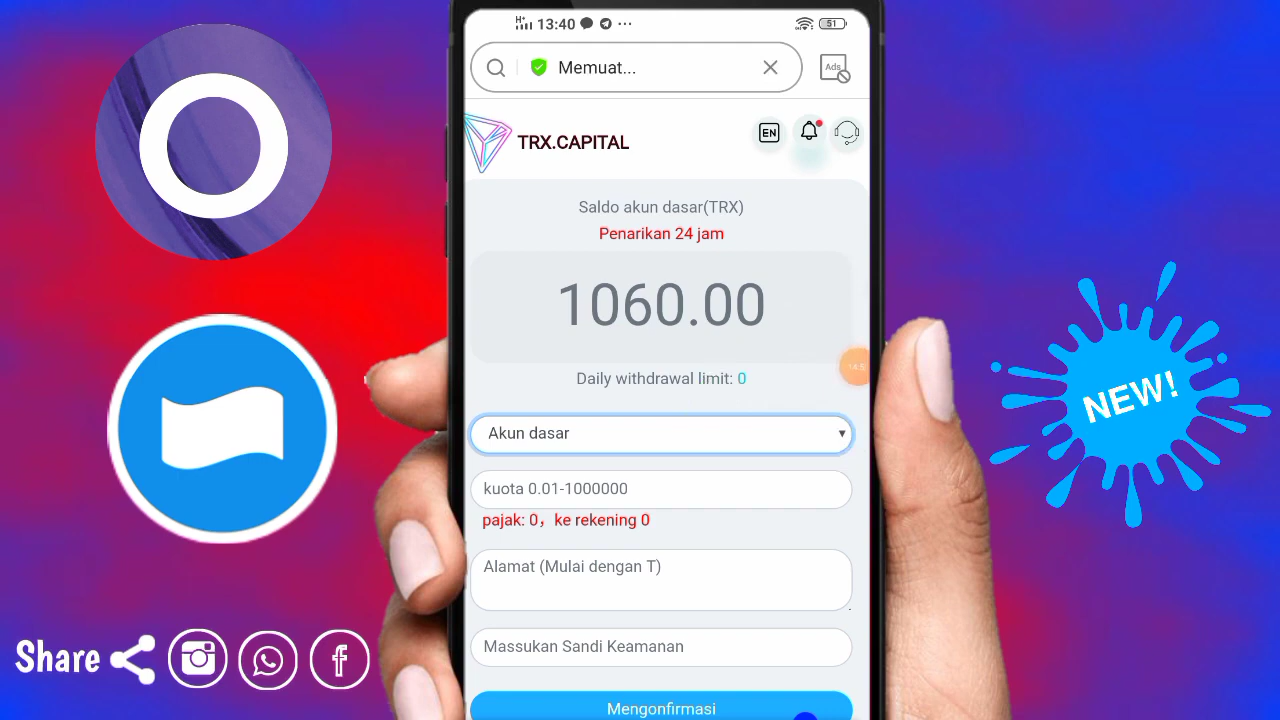 13:40
51
Memuat...
Ads
TRX.CAPITAL
EN
Saldo akun dasar(TRX)
Penarikan 24 jam
1060.00
Daily withdrawal limit: 0
Akun dasar
kuota 0.01-1000000
pajak: 0，ke rekening 0
Alamat (Mulai dengan T)
Massukan Sandi Keamanan
Mengonfirmasi
NEW!
Share